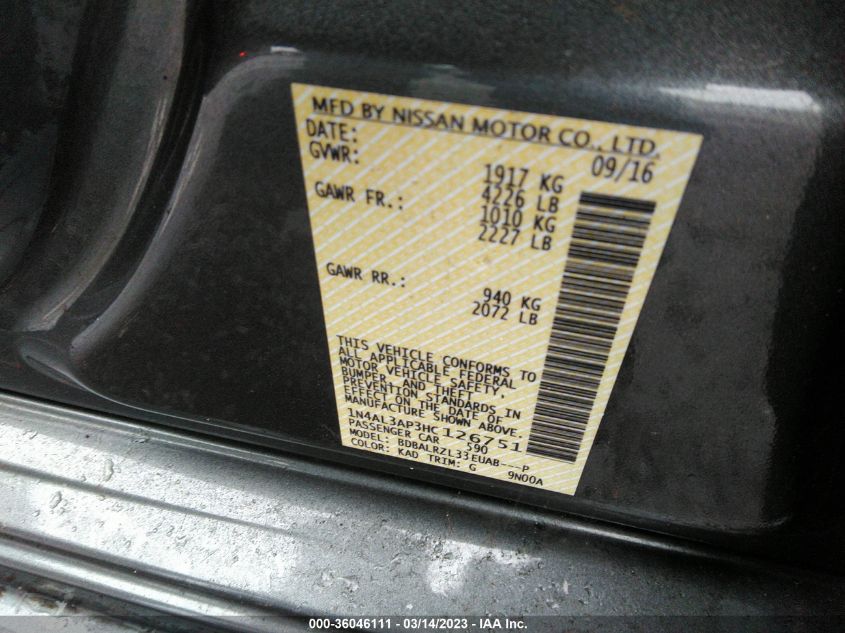 MFD BY NISSAN MOTOR CO., LTD.
DATE: 09/16
GVWR: 1917 KG
4226 LB
GAWR FR.: 1010 KG
2227 LB
GAWR RR.: 940 KG
2072 LB
THIS VEHICLE CONFORMS TO
ALL APPLICABLE FEDERAL
MOTOR VEHICLE SAFETY,
BUMPER, AND THEFT
PREVENTION STANDARDS IN
EFFECT ON THE DATE OF
MANUFACTURE SHOWN ABOVE.
1N4AL3AP3HC126751
PASSENGER CAR 590
MODEL: BDBALRZL33EUAB---P
COLOR: KAD TRIM: G 9N00A
000-36046111 - 03/14/2023 - IAA Inc.